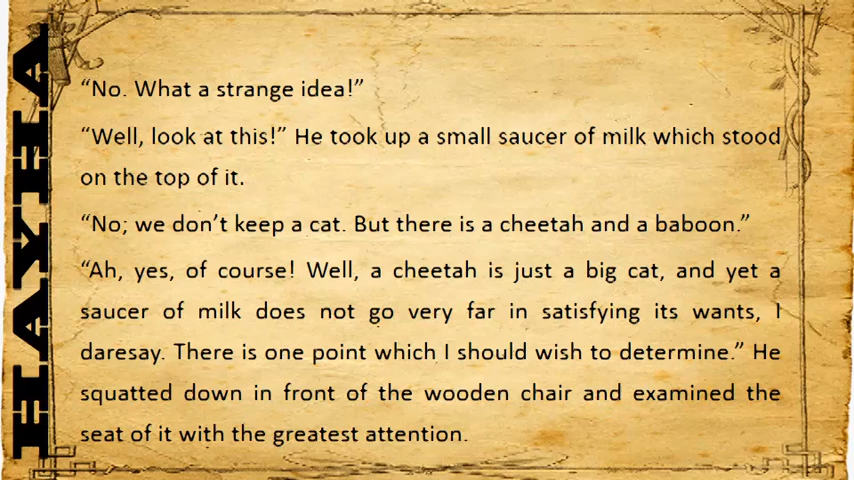 HAYHA
“No. What a strange idea!”
“Well, look at this!” He took up a small saucer of milk which stood
on the top of it.
“No; we don’t keep a cat. But there is a cheetah and a baboon.”
“Ah, yes, of course! Well, a cheetah is just a big cat, and yet a
saucer of milk does not go very far in satisfying its wants, I
daresay. There is one point which I should wish to determine.” He
squatted down in front of the wooden chair and examined the
seat of it with the greatest attention.